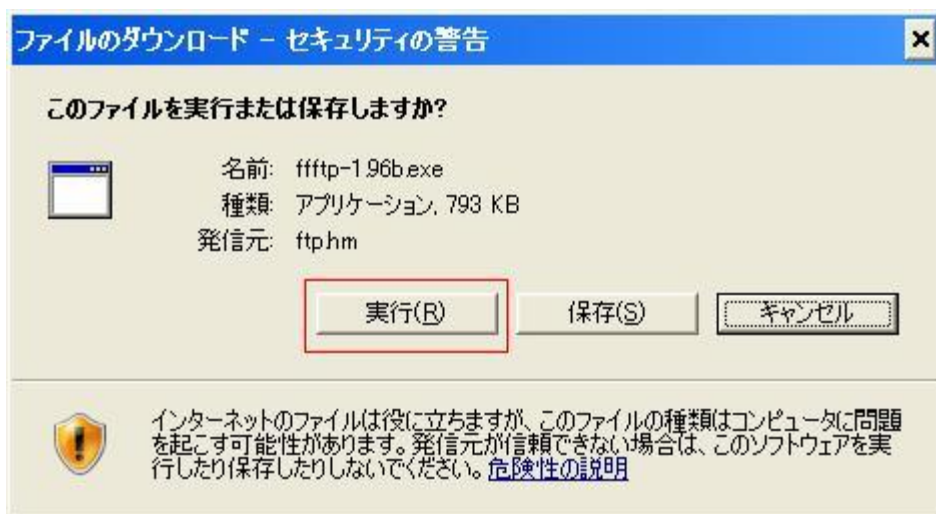 ファイルのダウンロード － セキュリティの警告
このファイルを実行または保存しますか?
名前: ffftp-1.96b.exe
種類: アプリケーション, 793 KB
発信元: ftp.hm
実行(R) 保存(S) キャンセル
インターネットのファイルは役に立ちますが、このファイルの種類はコンピュータに問題
を起こす可能性があります。発信元が信頼できない場合は、このソフトウェアを実
行したり保存したりしないでください。危険性の説明